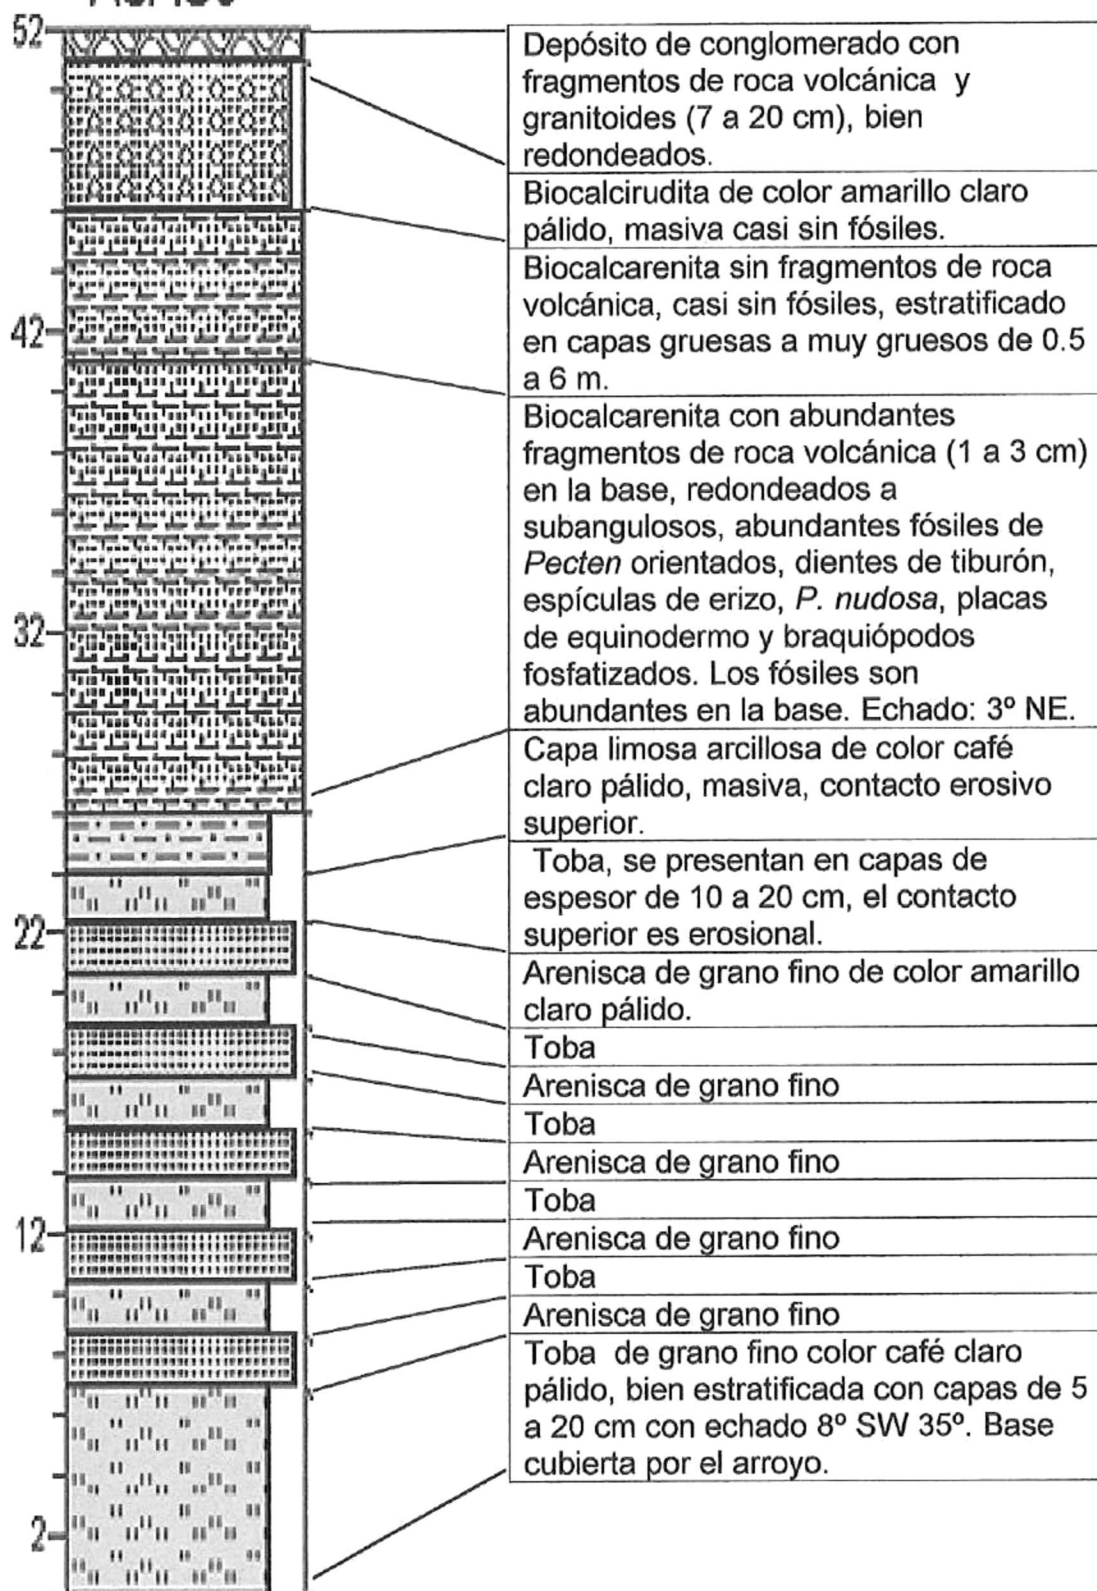 52
Depósito de conglomerado con
fragmentos de roca volcánica y
granitoides (7 a 20 cm), bien
redondeados.
Biocalcirudita de color amarillo claro
pálido, masiva casi sin fósiles.
Biocalcarenita sin fragmentos de roca
volcánica, casi sin fósiles, estratificado
en capas gruesas a muy gruesos de 0.5
a 6 m.
42
Biocalcarenita con abundantes
fragmentos de roca volcánica (1 a 3 cm)
en la base, redondeados a
subangulosos, abundantes fósiles de
Pecten orientados, dientes de tiburón,
espículas de erizo, P. nudosa, placas
de equinodermo y braquiópodos
fosfatizados. Los fósiles son
abundantes en la base. Echado: 3º NE.
32
Capa limosa arcillosa de color café
claro pálido, masiva, contacto erosivo
superior.
Toba, se presentan en capas de
espesor de 10 a 20 cm, el contacto
superior es erosional.
22
Arenisca de grano fino de color amarillo
claro pálido.
Toba
Arenisca de grano fino
Toba
Arenisca de grano fino
Toba
12
Arenisca de grano fino
Toba
Arenisca de grano fino
Toba de grano fino color café claro
pálido, bien estratificada con capas de 5
a 20 cm con echado 8º SW 35º. Base
cubierta por el arroyo.
2